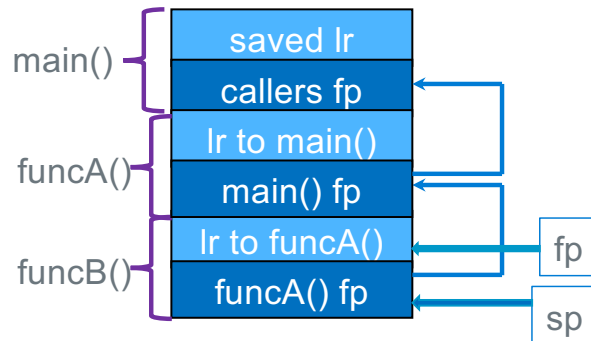 saved lr
main()
callers fp
lr to main()
funcA()
main() fp
lr to funcA()
fp
funcB()
funcA() fp
sp